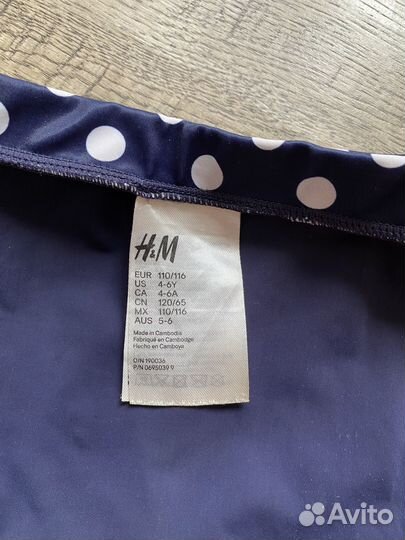 H&M
EUR 110/116
US 4-6Y
CA 4-6A
CN 120/65
MX 110/116
AUS 5-6
Made in Cambodia
Fabriqué en Cambodge
Hecho en Camboya
O/N 190036
P/N 0695039 9
Avito